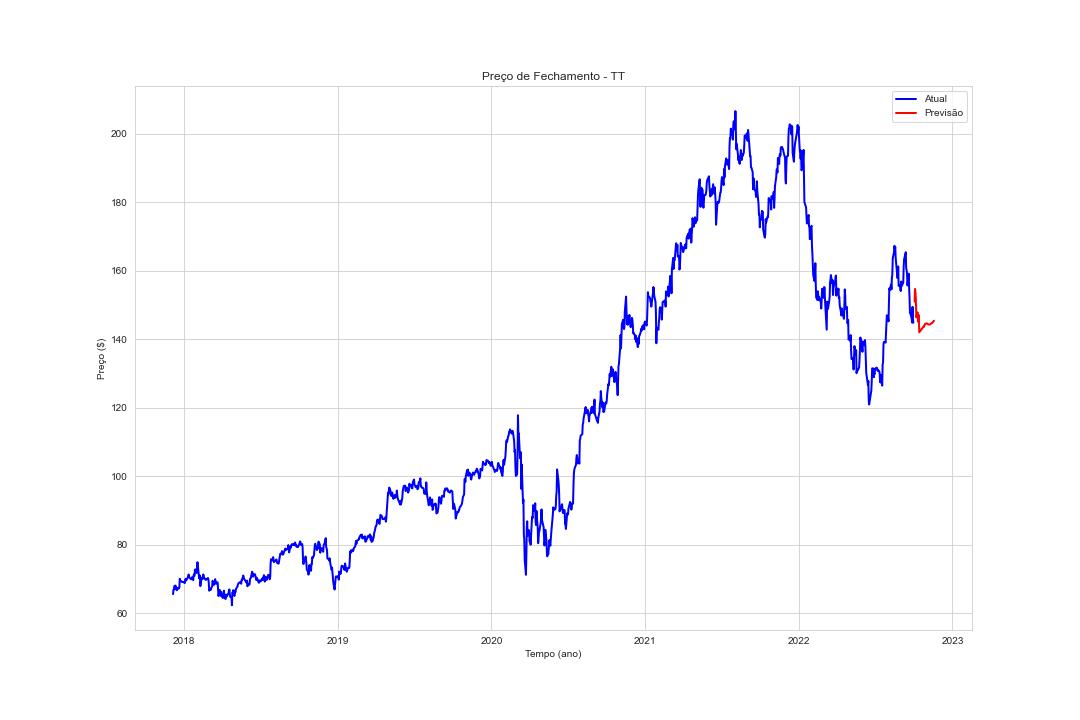 Preço de Fechamento - TT
Atual
Previsão
200
180
160
140
120
100
80
60
Preço ($)
2018 2019 2020 2021 2022 2023
Tempo (ano)